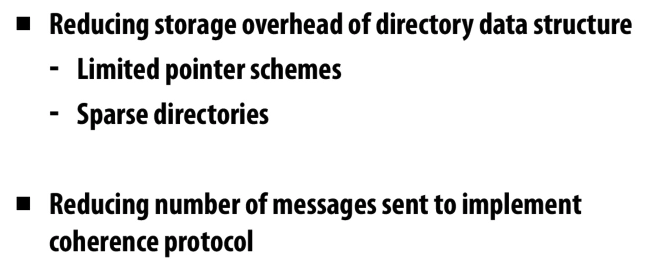 ■ Reducing storage overhead of directory data structure
- Limited pointer schemes
- Sparse directories
■ Reducing number of messages sent to implement
coherence protocol